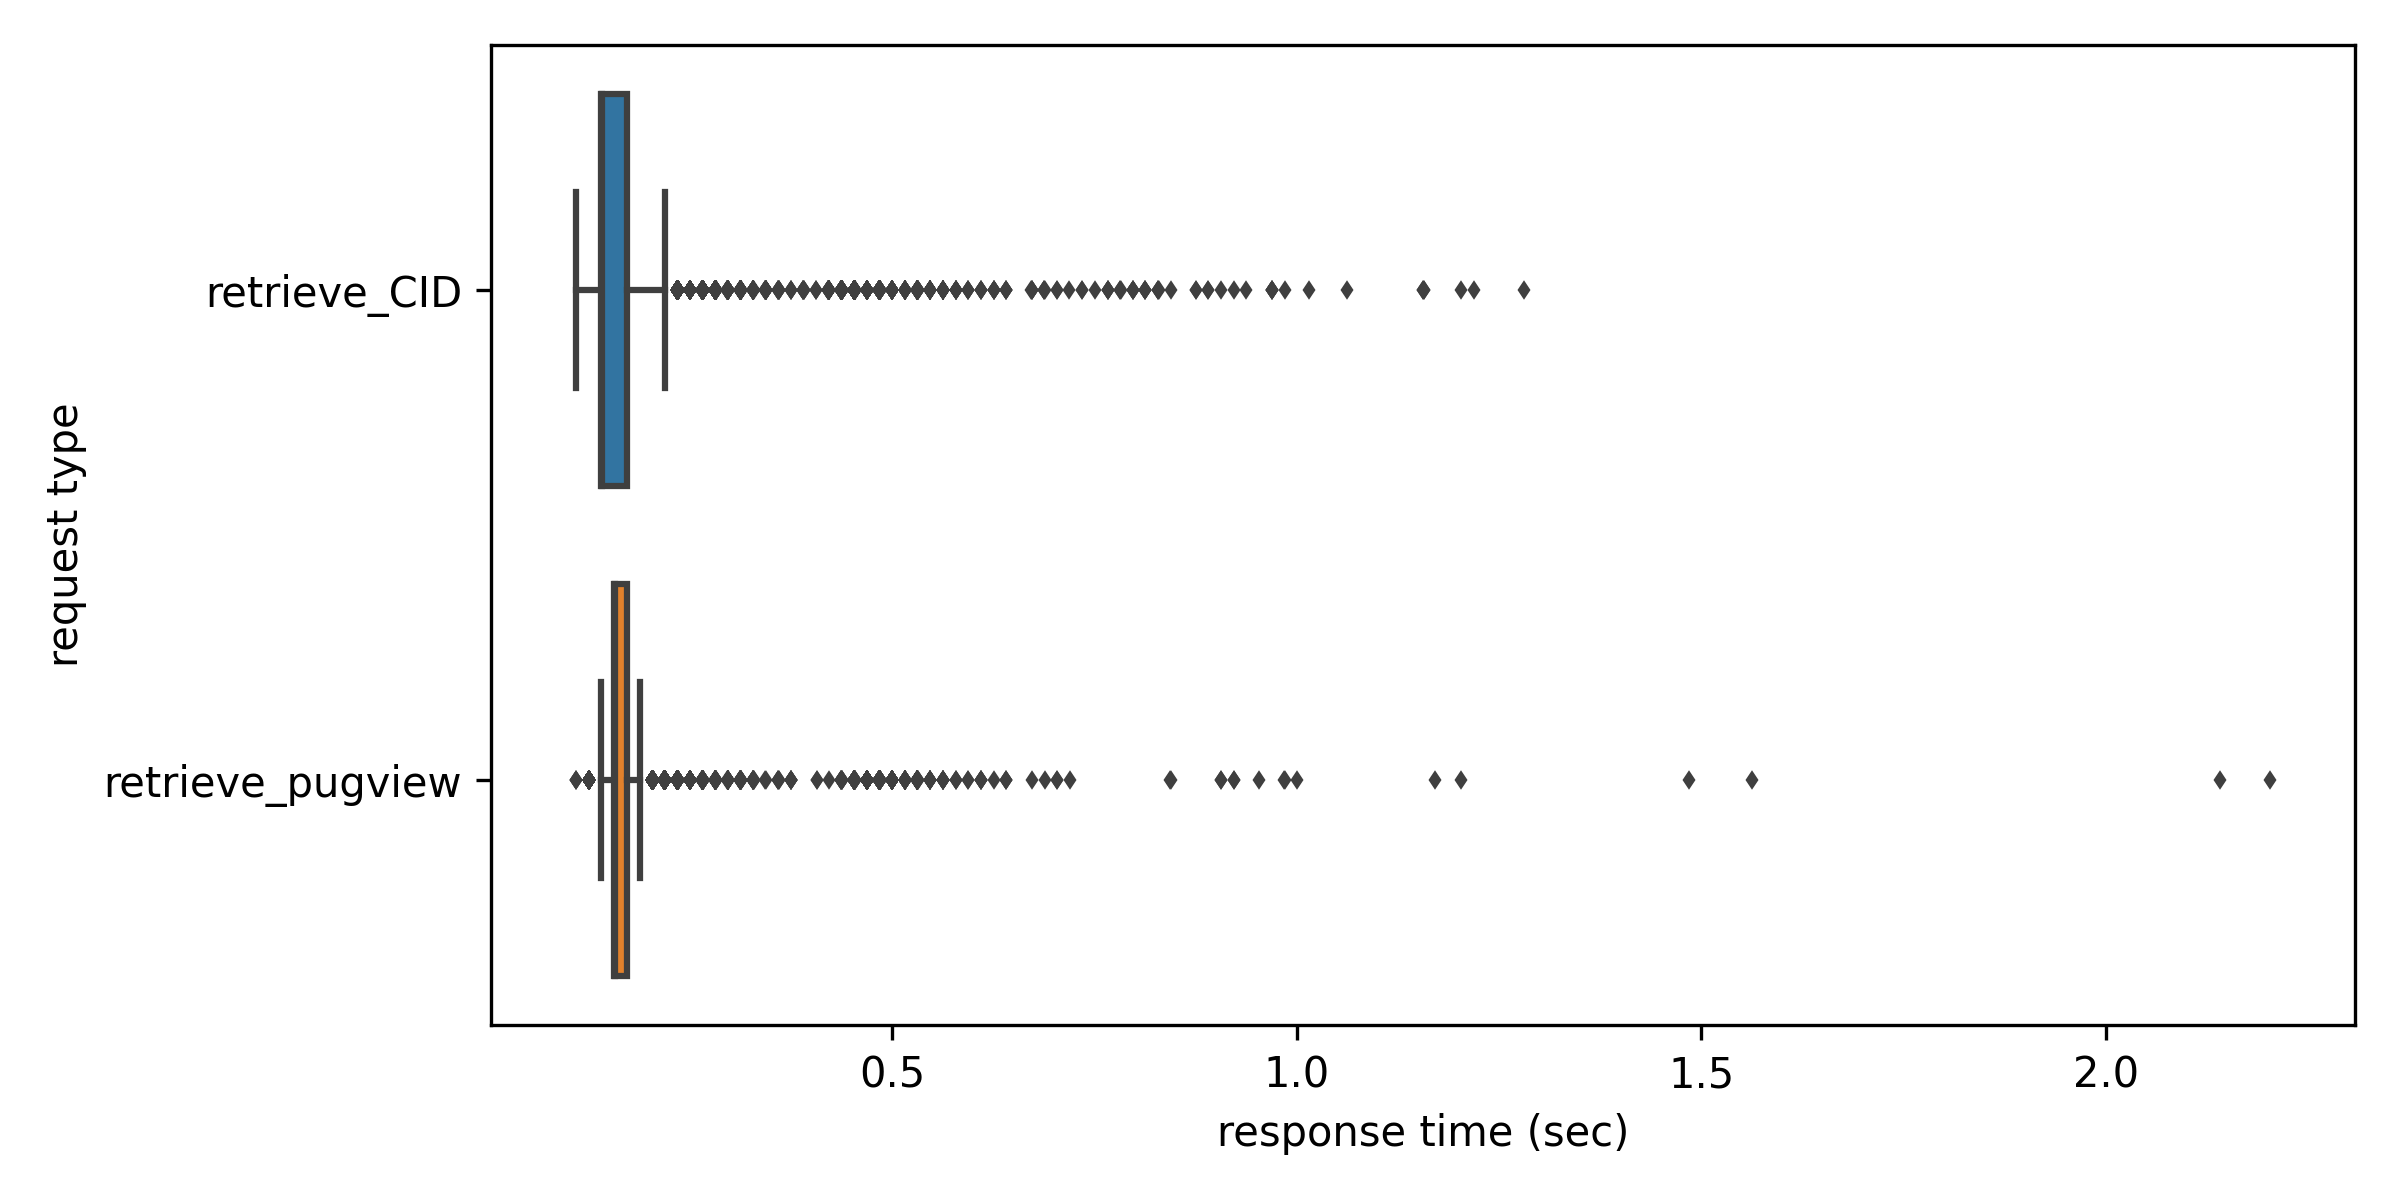 request type
retrieve_CID
retrieve_pugview
0.5 1.0 1.5 2.0
response time (sec)